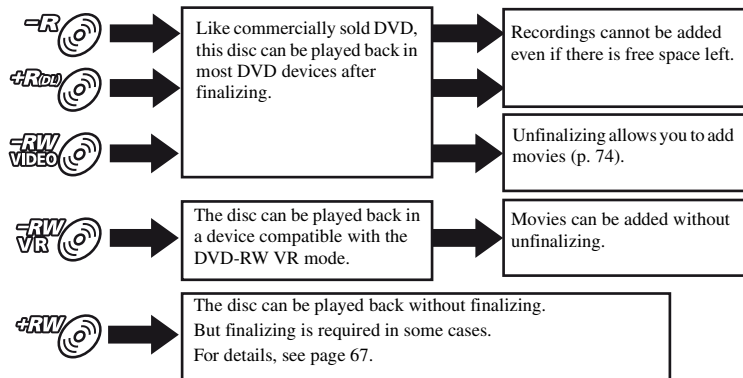 -R
Like commercially sold DVD,
this disc can be played back in
most DVD devices after
finalizing.
Recordings cannot be added
even if there is free space left.
+R(DL)
-RW
VIDEO
Unfinalizing allows you to add
movies (p. 74).
-RW
VR
The disc can be played back in
a device compatible with the
DVD-RW VR mode.
Movies can be added without
unfinalizing.
+RW
The disc can be played back without finalizing.
But finalizing is required in some cases.
For details, see page 67.